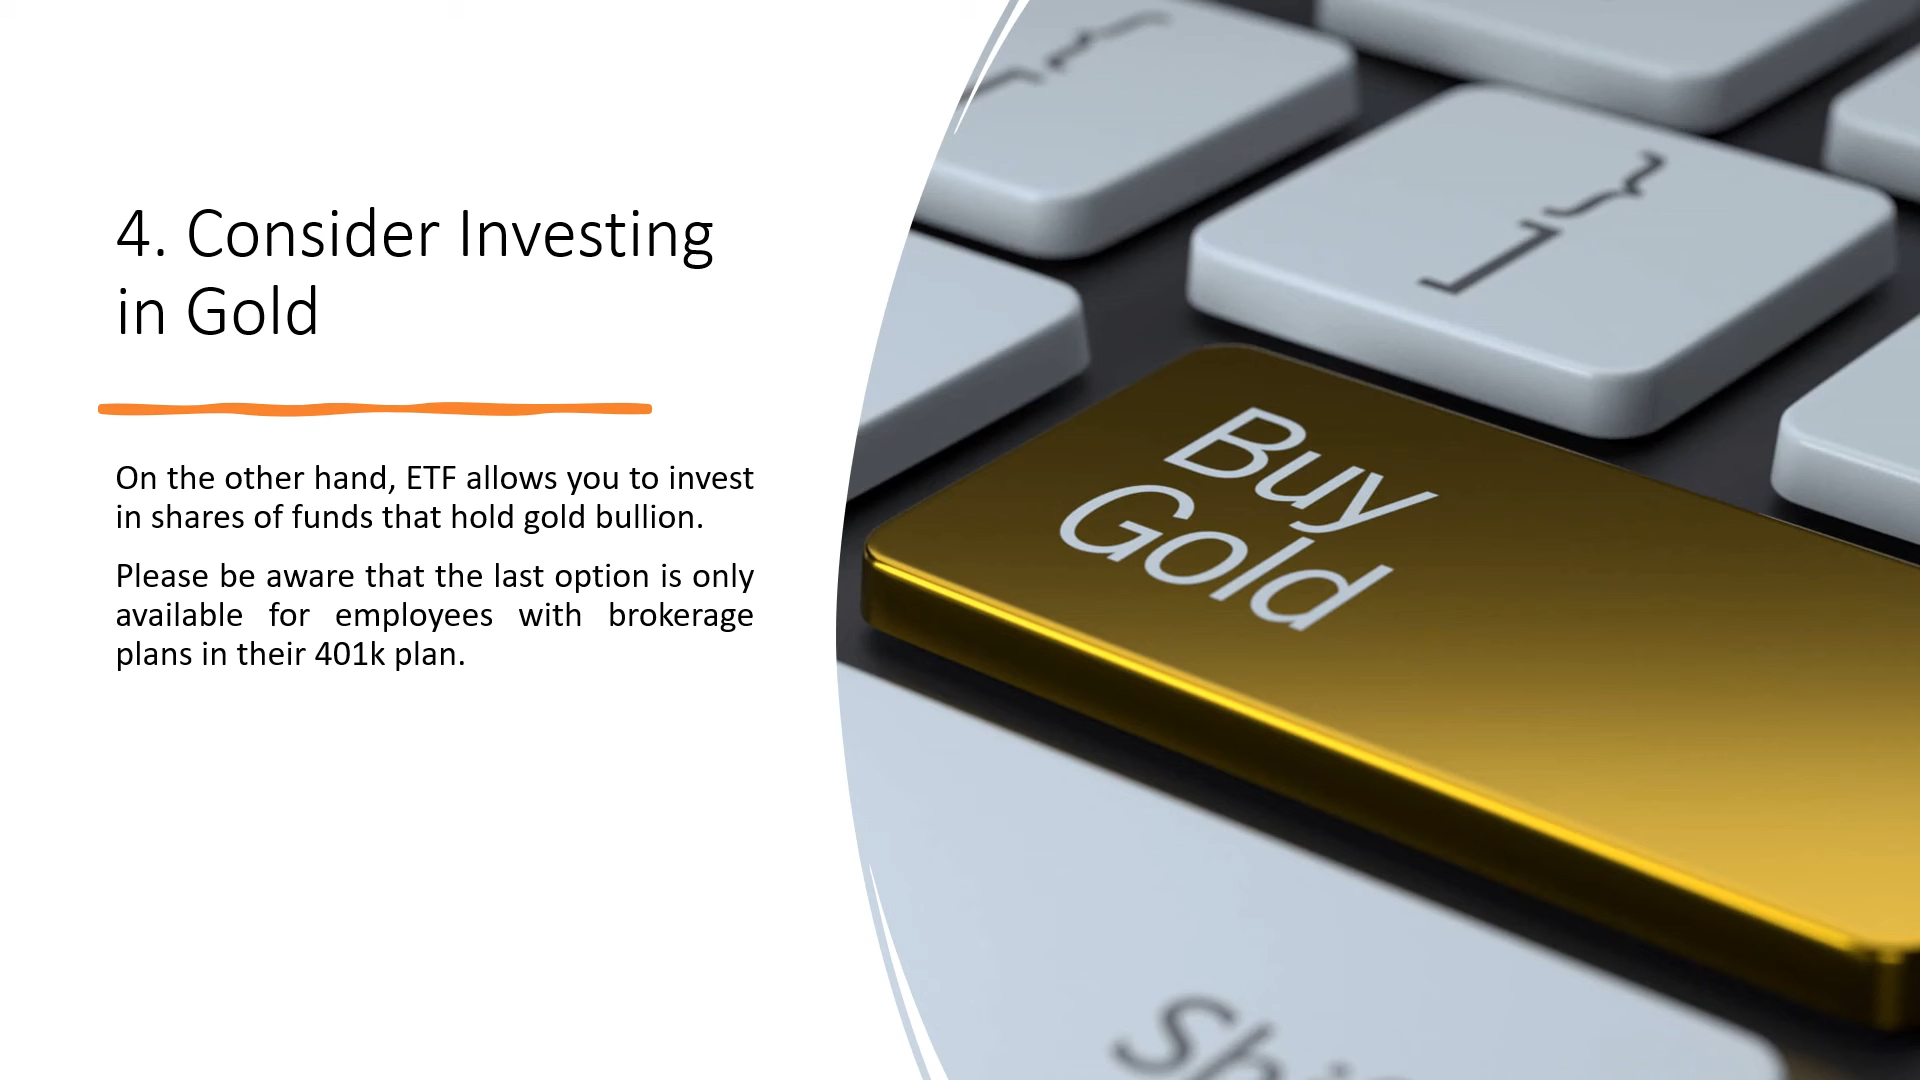 4. Consider Investing
in Gold
On the other hand, ETF allows you to invest
in shares of funds that hold gold bullion.
Please be aware that the last option is only
available for employees with brokerage
plans in their 401k plan.
Buy
Gold